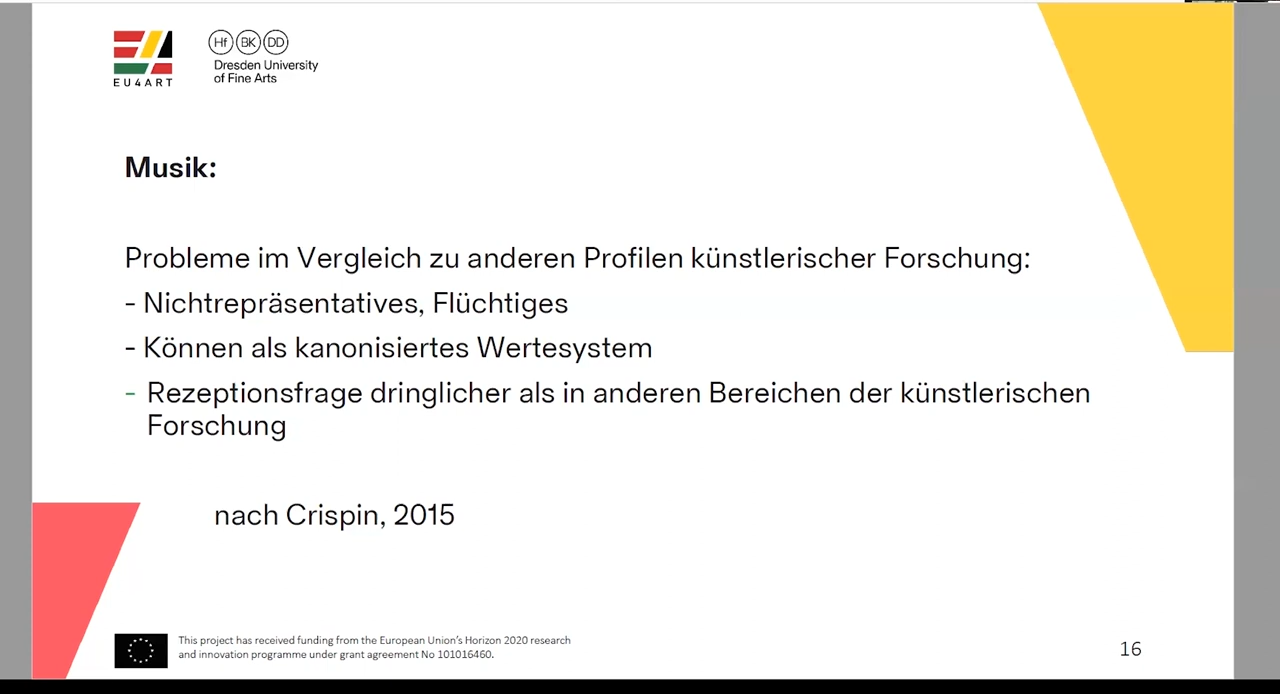 EU4ART
Hf BK DD
Dresden University
of Fine Arts
Musik:
Probleme im Vergleich zu anderen Profilen künstlerischer Forschung:
- Nichtrepräsentatives, Flüchtiges
- Können als kanonisiertes Wertesystem
- Rezeptionsfrage dringlicher als in anderen Bereichen der künstlerischen
Forschung
nach Crispin, 2015
This project has received funding from the European Union's Horizon 2020 research
and innovation programme under grant agreement No 101016460.
16